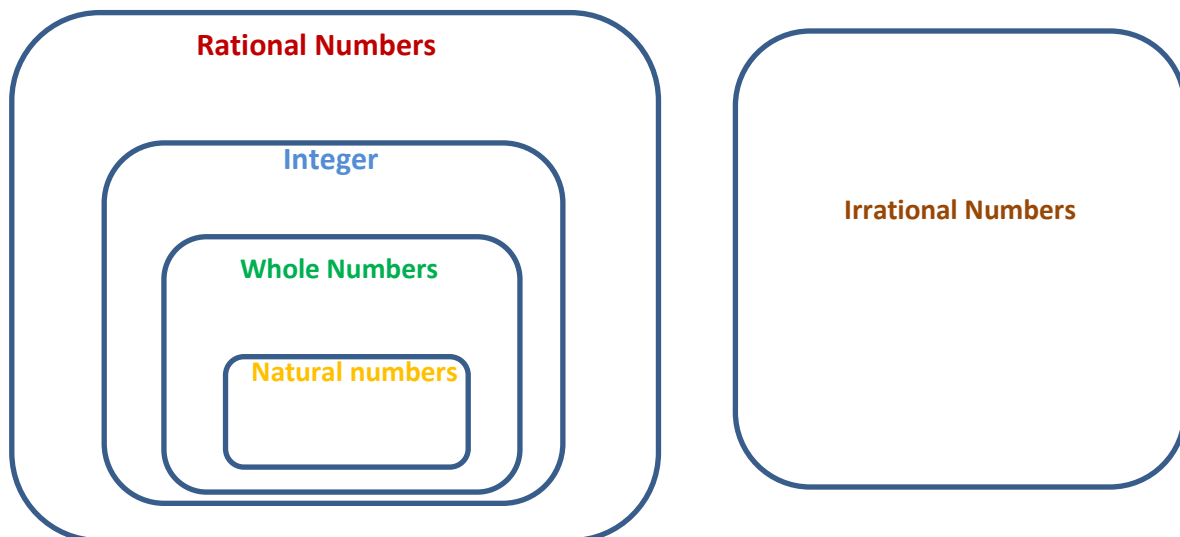 Rational Numbers
Integer
Irrational Numbers
Whole Numbers
Natural numbers